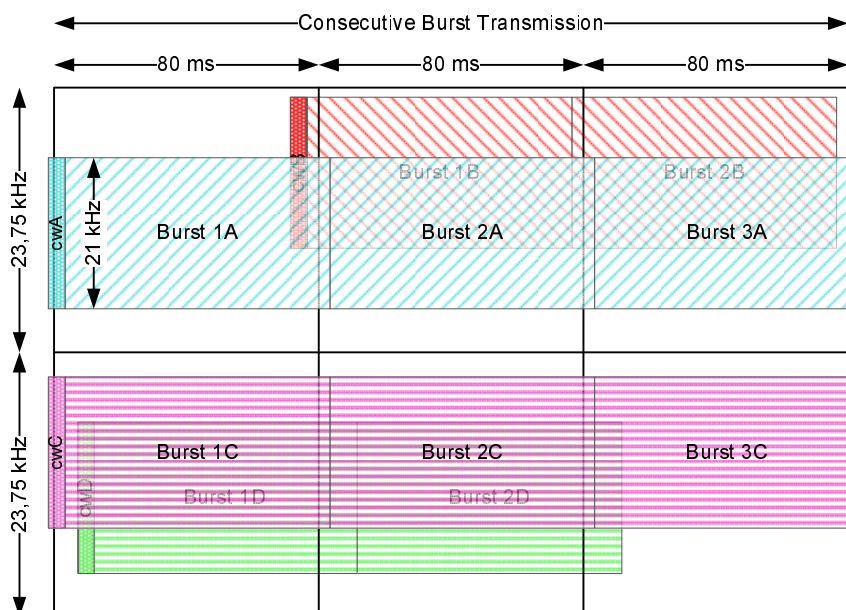 Consecutive Burst Transmission
80 ms 80 ms 80 ms
23,75 kHz
cwA
21 kHz
cwB
Burst 1B Burst 2B
Burst 1A Burst 2A Burst 3A
23,75 kHz
cwC
Burst 1C Burst 2C Burst 3C
cwD
Burst 1D Burst 2D